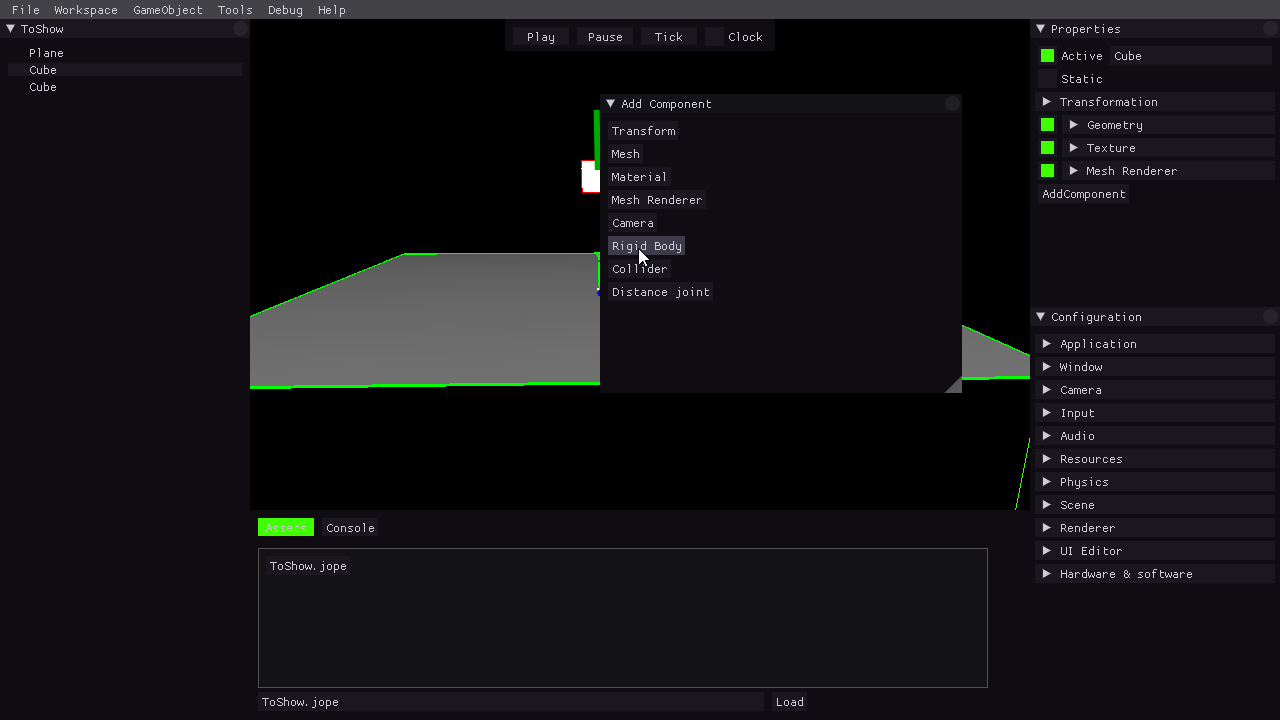 File Workspace GameObject Tools Debug Help
ToShow
Plane
Cube
Cube
Play Pause Tick Clock
Add Component
Transform
Mesh
Material
Mesh Renderer
Camera
Rigid Body
Collider
Distance joint
Properties
Active Cube
Static
Transformation
Geometry
Texture
Mesh Renderer
AddComponent
Configuration
Application
Window
Camera
Input
Audio
Resources
Physics
Scene
Renderer
UI Editor
Hardware & software
Assets Console
ToShow.jope
ToShow.jope Load